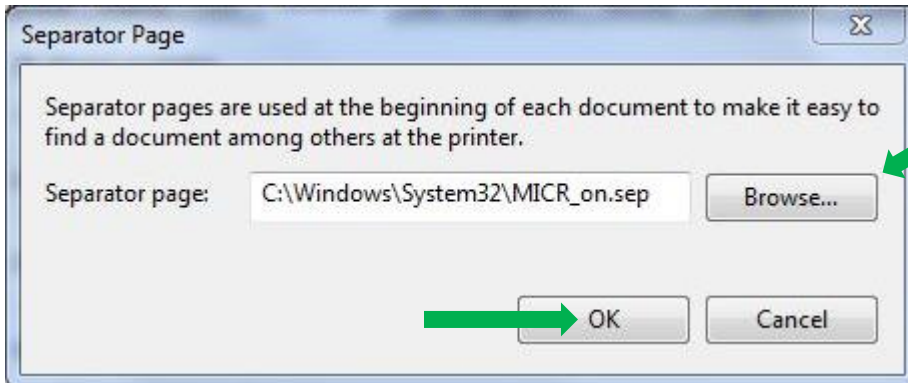 Separator Page
Separator pages are used at the beginning of each document to make it easy to
find a document among others at the printer.
Separator page: C:\Windows\System32\MICR_on.sep Browse...
OK Cancel